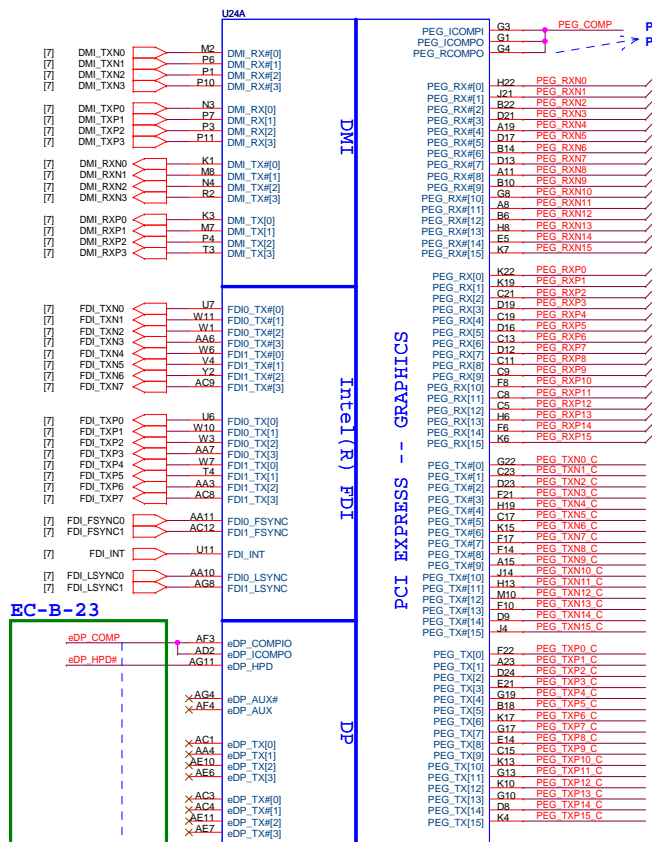 U24A
[7] DMI_TXN0 M2 DMI_RX#[0]
[7] DMI_TXN1 P6 DMI_RX#[1]
[7] DMI_TXN2 P1 DMI_RX#[2]
[7] DMI_TXN3 P10 DMI_RX#[3]
[7] DMI_TXP0 N3 DMI_RX[0]
[7] DMI_TXP1 P7 DMI_RX[1]
[7] DMI_TXP2 P3 DMI_RX[2]
[7] DMI_TXP3 P11 DMI_RX[3]
[7] DMI_RXN0 K1 DMI_TX#[0]
[7] DMI_RXN1 M8 DMI_TX#[1]
[7] DMI_RXN2 N4 DMI_TX#[2]
[7] DMI_RXN3 R2 DMI_TX#[3]
[7] DMI_RXP0 K3 DMI_TX[0]
[7] DMI_RXP1 M7 DMI_TX[1]
[7] DMI_RXP2 P4 DMI_TX[2]
[7] DMI_RXP3 T3 DMI_TX[3]
DMI
[7] FDI_TXN0 U7 FDI0_TX#[0]
[7] FDI_TXN1 W11 FDI0_TX#[1]
[7] FDI_TXN2 W1 FDI0_TX#[2]
[7] FDI_TXN3 AA6 FDI0_TX#[3]
[7] FDI_TXN4 W6 FDI1_TX#[0]
[7] FDI_TXN5 V4 FDI1_TX#[1]
[7] FDI_TXN6 Y2 FDI1_TX#[2]
[7] FDI_TXN7 AC9 FDI1_TX#[3]
[7] FDI_TXP0 U6 FDI0_TX[0]
[7] FDI_TXP1 W10 FDI0_TX[1]
[7] FDI_TXP2 W3 FDI0_TX[2]
[7] FDI_TXP3 AA7 FDI0_TX[3]
[7] FDI_TXP4 W7 FDI1_TX[0]
[7] FDI_TXP5 T4 FDI1_TX[1]
[7] FDI_TXP6 AA3 FDI1_TX[2]
[7] FDI_TXP7 AC8 FDI1_TX[3]
[7] FDI_FSYNC0 AA11 FDI0_FSYNC
[7] FDI_FSYNC1 AC12 FDI1_FSYNC
[7] FDI_INT U11 FDI_INT
[7] FDI_LSYNC0 AA10 FDI0_LSYNC
[7] FDI_LSYNC1 AG8 FDI1_LSYNC
Intel(R) FDI
EC-B-23
eDP_COMP AF3 eDP_COMPIO
AD2 eDP_ICOMPO
eDP_HPD# AG11 eDP_HPD
AG4 eDP_AUX#
AF4 eDP_AUX
AC1 eDP_TX[0]
AA4 eDP_TX[1]
AE10 eDP_TX[2]
AE6 eDP_TX[3]
AC3 eDP_TX#[0]
AC4 eDP_TX#[1]
AE11 eDP_TX#[2]
AE7 eDP_TX#[3]
DP
PCI EXPRESS -- GRAPHICS
PEG_ICOMPI G3 PEG_COMP P
PEG_ICOMPO G1 P
PEG_RCOMPO G4
PEG_RX#[0] H22 PEG_RXN0
PEG_RX#[1] J21 PEG_RXN1
PEG_RX#[2] B22 PEG_RXN2
PEG_RX#[3] D21 PEG_RXN3
PEG_RX#[4] A19 PEG_RXN4
PEG_RX#[5] D17 PEG_RXN5
PEG_RX#[6] B14 PEG_RXN6
PEG_RX#[7] D13 PEG_RXN7
PEG_RX#[8] A11 PEG_RXN8
PEG_RX#[9] B10 PEG_RXN9
PEG_RX#[10] G8 PEG_RXN10
PEG_RX#[11] A8 PEG_RXN11
PEG_RX#[12] B6 PEG_RXN12
PEG_RX#[13] H8 PEG_RXN13
PEG_RX#[14] E5 PEG_RXN14
PEG_RX#[15] K7 PEG_RXN15
PEG_RX[0] K22 PEG_RXP0
PEG_RX[1] K19 PEG_RXP1
PEG_RX[2] C21 PEG_RXP2
PEG_RX[3] D19 PEG_RXP3
PEG_RX[4] C19 PEG_RXP4
PEG_RX[5] D16 PEG_RXP5
PEG_RX[6] C13 PEG_RXP6
PEG_RX[7] D12 PEG_RXP7
PEG_RX[8] C11 PEG_RXP8
PEG_RX[9] C9 PEG_RXP9
PEG_RX[10] F8 PEG_RXP10
PEG_RX[11] C8 PEG_RXP11
PEG_RX[12] C5 PEG_RXP12
PEG_RX[13] H6 PEG_RXP13
PEG_RX[14] F6 PEG_RXP14
PEG_RX[15] K6 PEG_RXP15
PEG_TX#[0] G22 PEG_TXN0_C
PEG_TX#[1] C23 PEG_TXN1_C
PEG_TX#[2] D23 PEG_TXN2_C
PEG_TX#[3] F21 PEG_TXN3_C
PEG_TX#[4] H19 PEG_TXN4_C
PEG_TX#[5] C17 PEG_TXN5_C
PEG_TX#[6] K15 PEG_TXN6_C
PEG_TX#[7] F17 PEG_TXN7_C
PEG_TX#[8] F14 PEG_TXN8_C
PEG_TX#[9] A15 PEG_TXN9_C
PEG_TX#[10] J14 PEG_TXN10_C
PEG_TX#[11] H13 PEG_TXN11_C
PEG_TX#[12] M10 PEG_TXN12_C
PEG_TX#[13] F10 PEG_TXN13_C
PEG_TX#[14] D9 PEG_TXN14_C
PEG_TX#[15] J4 PEG_TXN15_C
PEG_TX[0] F22 PEG_TXP0_C
PEG_TX[1] A23 PEG_TXP1_C
PEG_TX[2] D24 PEG_TXP2_C
PEG_TX[3] E21 PEG_TXP3_C
PEG_TX[4] G19 PEG_TXP4_C
PEG_TX[5] B18 PEG_TXP5_C
PEG_TX[6] K17 PEG_TXP6_C
PEG_TX[7] G17 PEG_TXP7_C
PEG_TX[8] E14 PEG_TXP8_C
PEG_TX[9] C15 PEG_TXP9_C
PEG_TX[10] K13 PEG_TXP10_C
PEG_TX[11] G13 PEG_TXP11_C
PEG_TX[12] K10 PEG_TXP12_C
PEG_TX[13] G10 PEG_TXP13_C
PEG_TX[14] D8 PEG_TXP14_C
PEG_TX[15] K4 PEG_TXP15_C